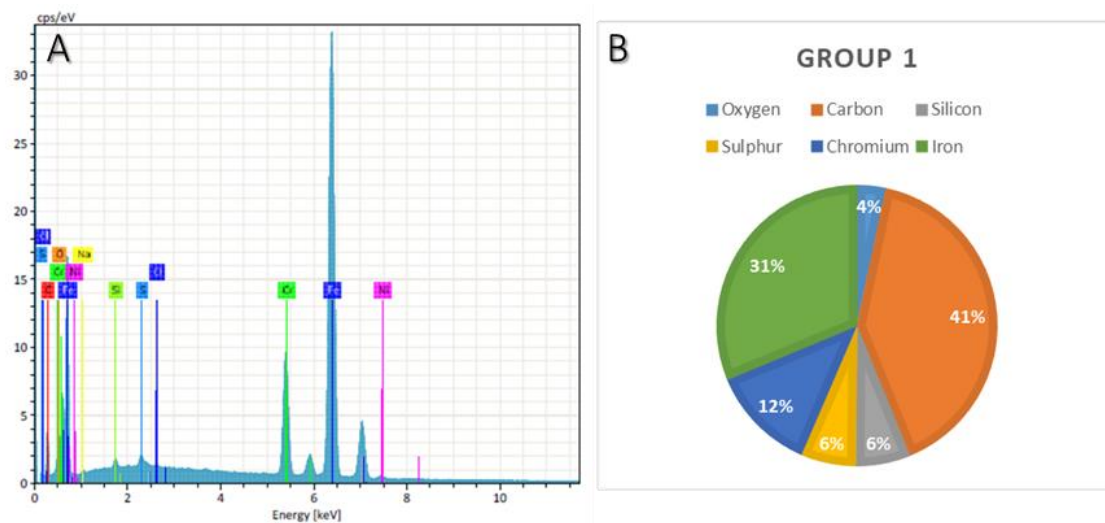 cps/eV
A
30
25
20
15
10
5
0
Cl
S O Na
Ni
C Fe Si S Cl Cr Fe Ni
0 2 4 6 8 10
Energy [keV]
B
GROUP 1
Oxygen Carbon Silicon
Sulphur Chromium Iron
4%
31%
41%
12%
6% 6%